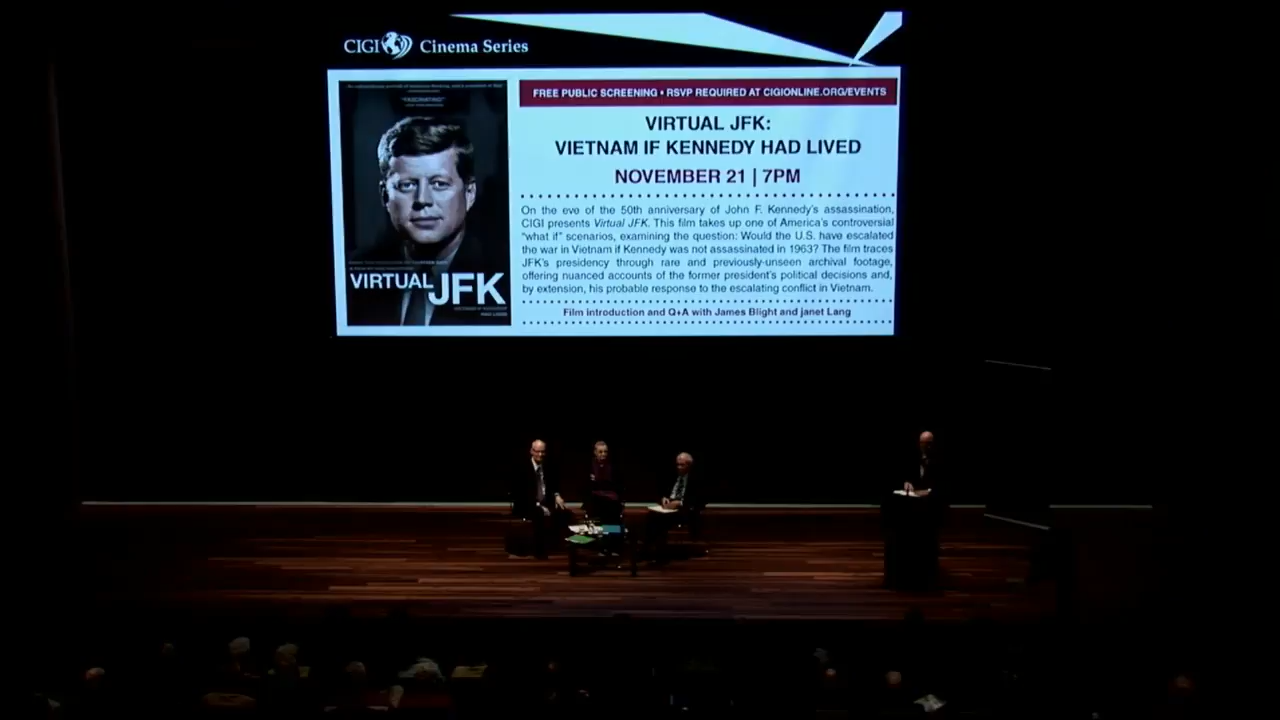 CIGI Cinema Series
FREE PUBLIC SCREENING • RSVP REQUIRED AT CIGIONLINE.ORG/EVENTS
"FASCINATING"
VIRTUAL JFK:
VIETNAM IF KENNEDY HAD LIVED
NOVEMBER 21 | 7PM
On the eve of the 50th anniversary of John F. Kennedy's assassination,
CIGI presents Virtual JFK. This film takes up one of America's controversial
"what if" scenarios, examining the question: Would the U.S. have escalated
the war in Vietnam if Kennedy was not assassinated in 1963? The film traces
JFK's presidency through rare and previously-unseen archival footage,
offering nuanced accounts of the former president's political decisions and,
by extension, his probable response to the escalating conflict in Vietnam.
VIRTUAL JFK
Film introduction and Q+A with James Blight and janet Lang